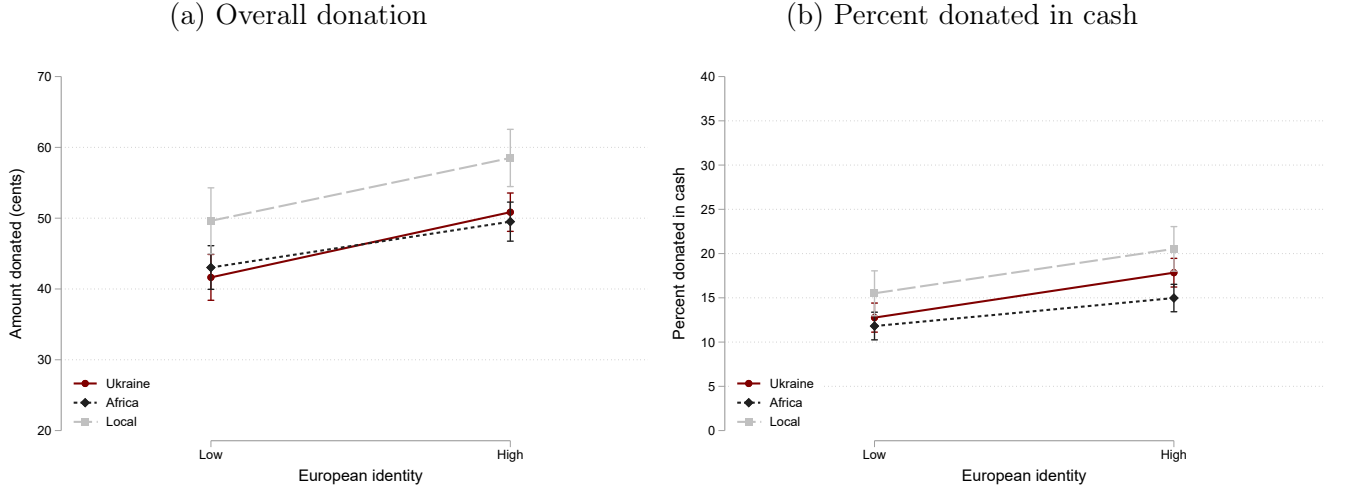 (a) Overall donation
70
60
50
40
30
20
Amount donated (cents)
Ukraine
Africa
Local
Low
High
European identity
(b) Percent donated in cash
40
35
30
25
20
15
10
5
0
Percent donated in cash
Ukraine
Africa
Local
Low
High
European identity